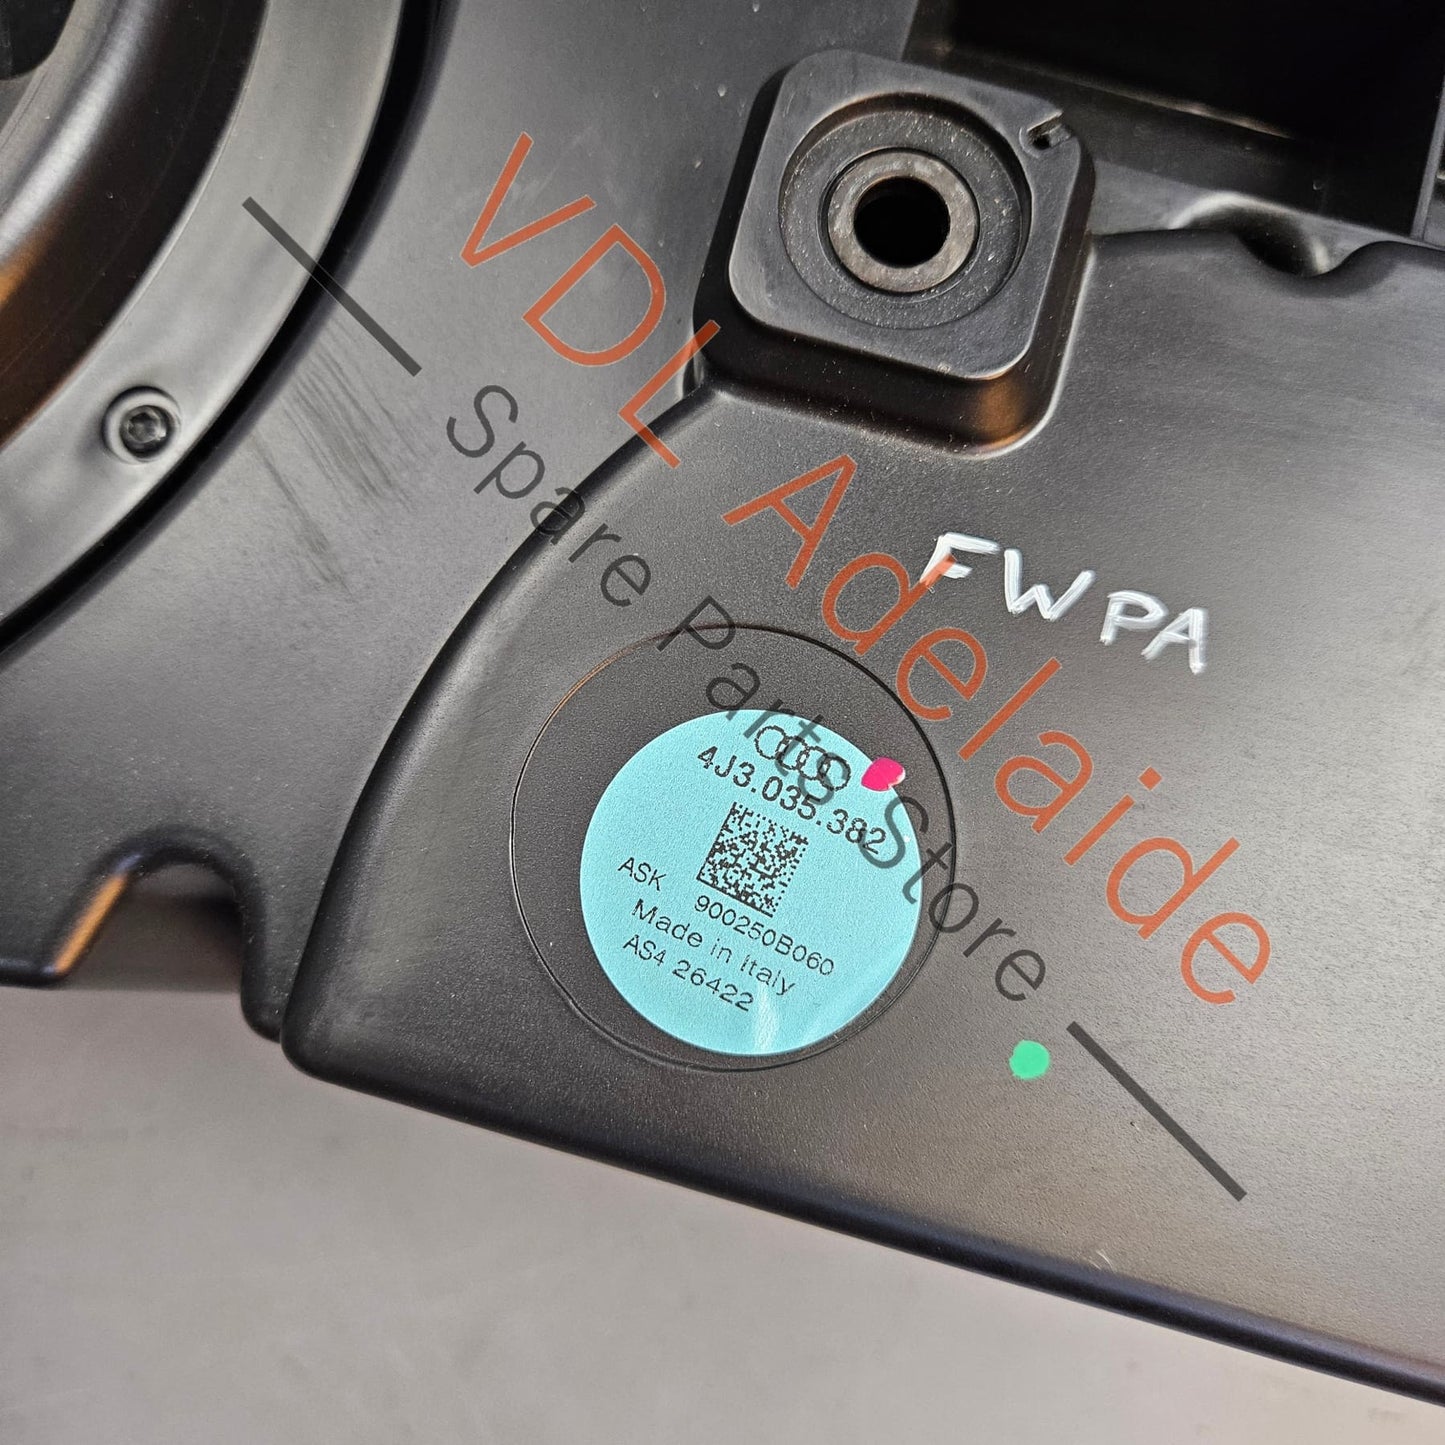 VDL Adelaide
Spare Parts Store
FWPA
4J3.035.382
ASK 900250B060
Made in Italy
AS4 26422